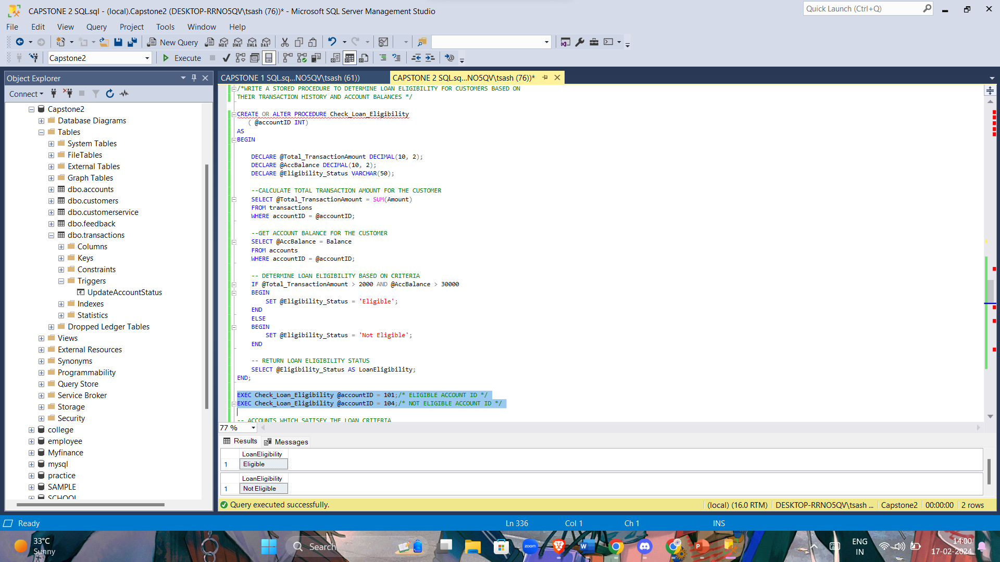 CAPSTONE 2 SQL.sql - (local).Capstone2 (DESKTOP-RRNO5QV\tsash (76))* - Microsoft SQL Server Management Studio
Quick Launch (Ctrl+Q)
File Edit View Query Project Tools Window Help
New Query MDX DMX XMLA DAX
Capstone2 Execute
Object Explorer
Connect
Capstone2
Database Diagrams
Tables
System Tables
FileTables
External Tables
Graph Tables
dbo.accounts
dbo.customers
dbo.customerservice
dbo.feedback
dbo.transactions
Columns
Keys
Constraints
Triggers
UpdateAccountStatus
Indexes
Statistics
Dropped Ledger Tables
Views
External Resources
Synonyms
Programmability
Query Store
Service Broker
Storage
Security
college
employee
Myfinance
mysql
practice
SAMPLE
SCHOOL
CAPSTONE 1 SQL.sq...NO5QV\tsash (61))
CAPSTONE 2 SQL.sq...NO5QV\tsash (76))*
/*WRITE A STORED PROCEDURE TO DETERMINE LOAN ELIGIBILITY FOR CUSTOMERS BASED ON
THEIR TRANSACTION HISTORY AND ACCOUNT BALANCES */
CREATE OR ALTER PROCEDURE Check_Loan_Eligibility
( @accountID INT)
AS
BEGIN
DECLARE @Total_TransactionAmount DECIMAL(10, 2);
DECLARE @AccBalance DECIMAL(10, 2);
DECLARE @Eligibility_Status VARCHAR(50);
--CALCULATE TOTAL TRANSACTION AMOUNT FOR THE CUSTOMER
SELECT @Total_TransactionAmount = SUM(Amount)
FROM transactions
WHERE accountID = @accountID;
--GET ACCOUNT BALANCE FOR THE CUSTOMER
SELECT @AccBalance = Balance
FROM accounts
WHERE accountID = @accountID;
-- DETERMINE LOAN ELIGIBILITY BASED ON CRITERIA
IF @Total_TransactionAmount > 2000 AND @AccBalance > 30000
BEGIN
SET @Eligibility_Status = 'Eligible';
END
ELSE
BEGIN
SET @Eligibility_Status = 'Not Eligible';
END
-- RETURN LOAN ELIGIBILITY STATUS
SELECT @Eligibility_Status AS LoanEligibility;
END;
EXEC Check_Loan_Eligibility @accountID = 101;/* ELIGIBLE ACCOUNT ID */
EXEC Check_Loan_Eligibility @accountID = 104;/* NOT ELIGIBLE ACCOUNT ID */
-- ACCOUNTS WHICH SATISFY THE LOAN CRITERIA
77 %
Results Messages
LoanEligibility
1 Eligible
LoanEligibility
1 Not Eligible
Query executed successfully.
(local) (16.0 RTM) DESKTOP-RRNO5QV\tsash ... Capstone2 00:00:00 2 rows
Ready Ln 336 Col 1 Ch 1 INS
33°C
Sunny
Search
zoom
ENG
IN
14:00
17-02-2024